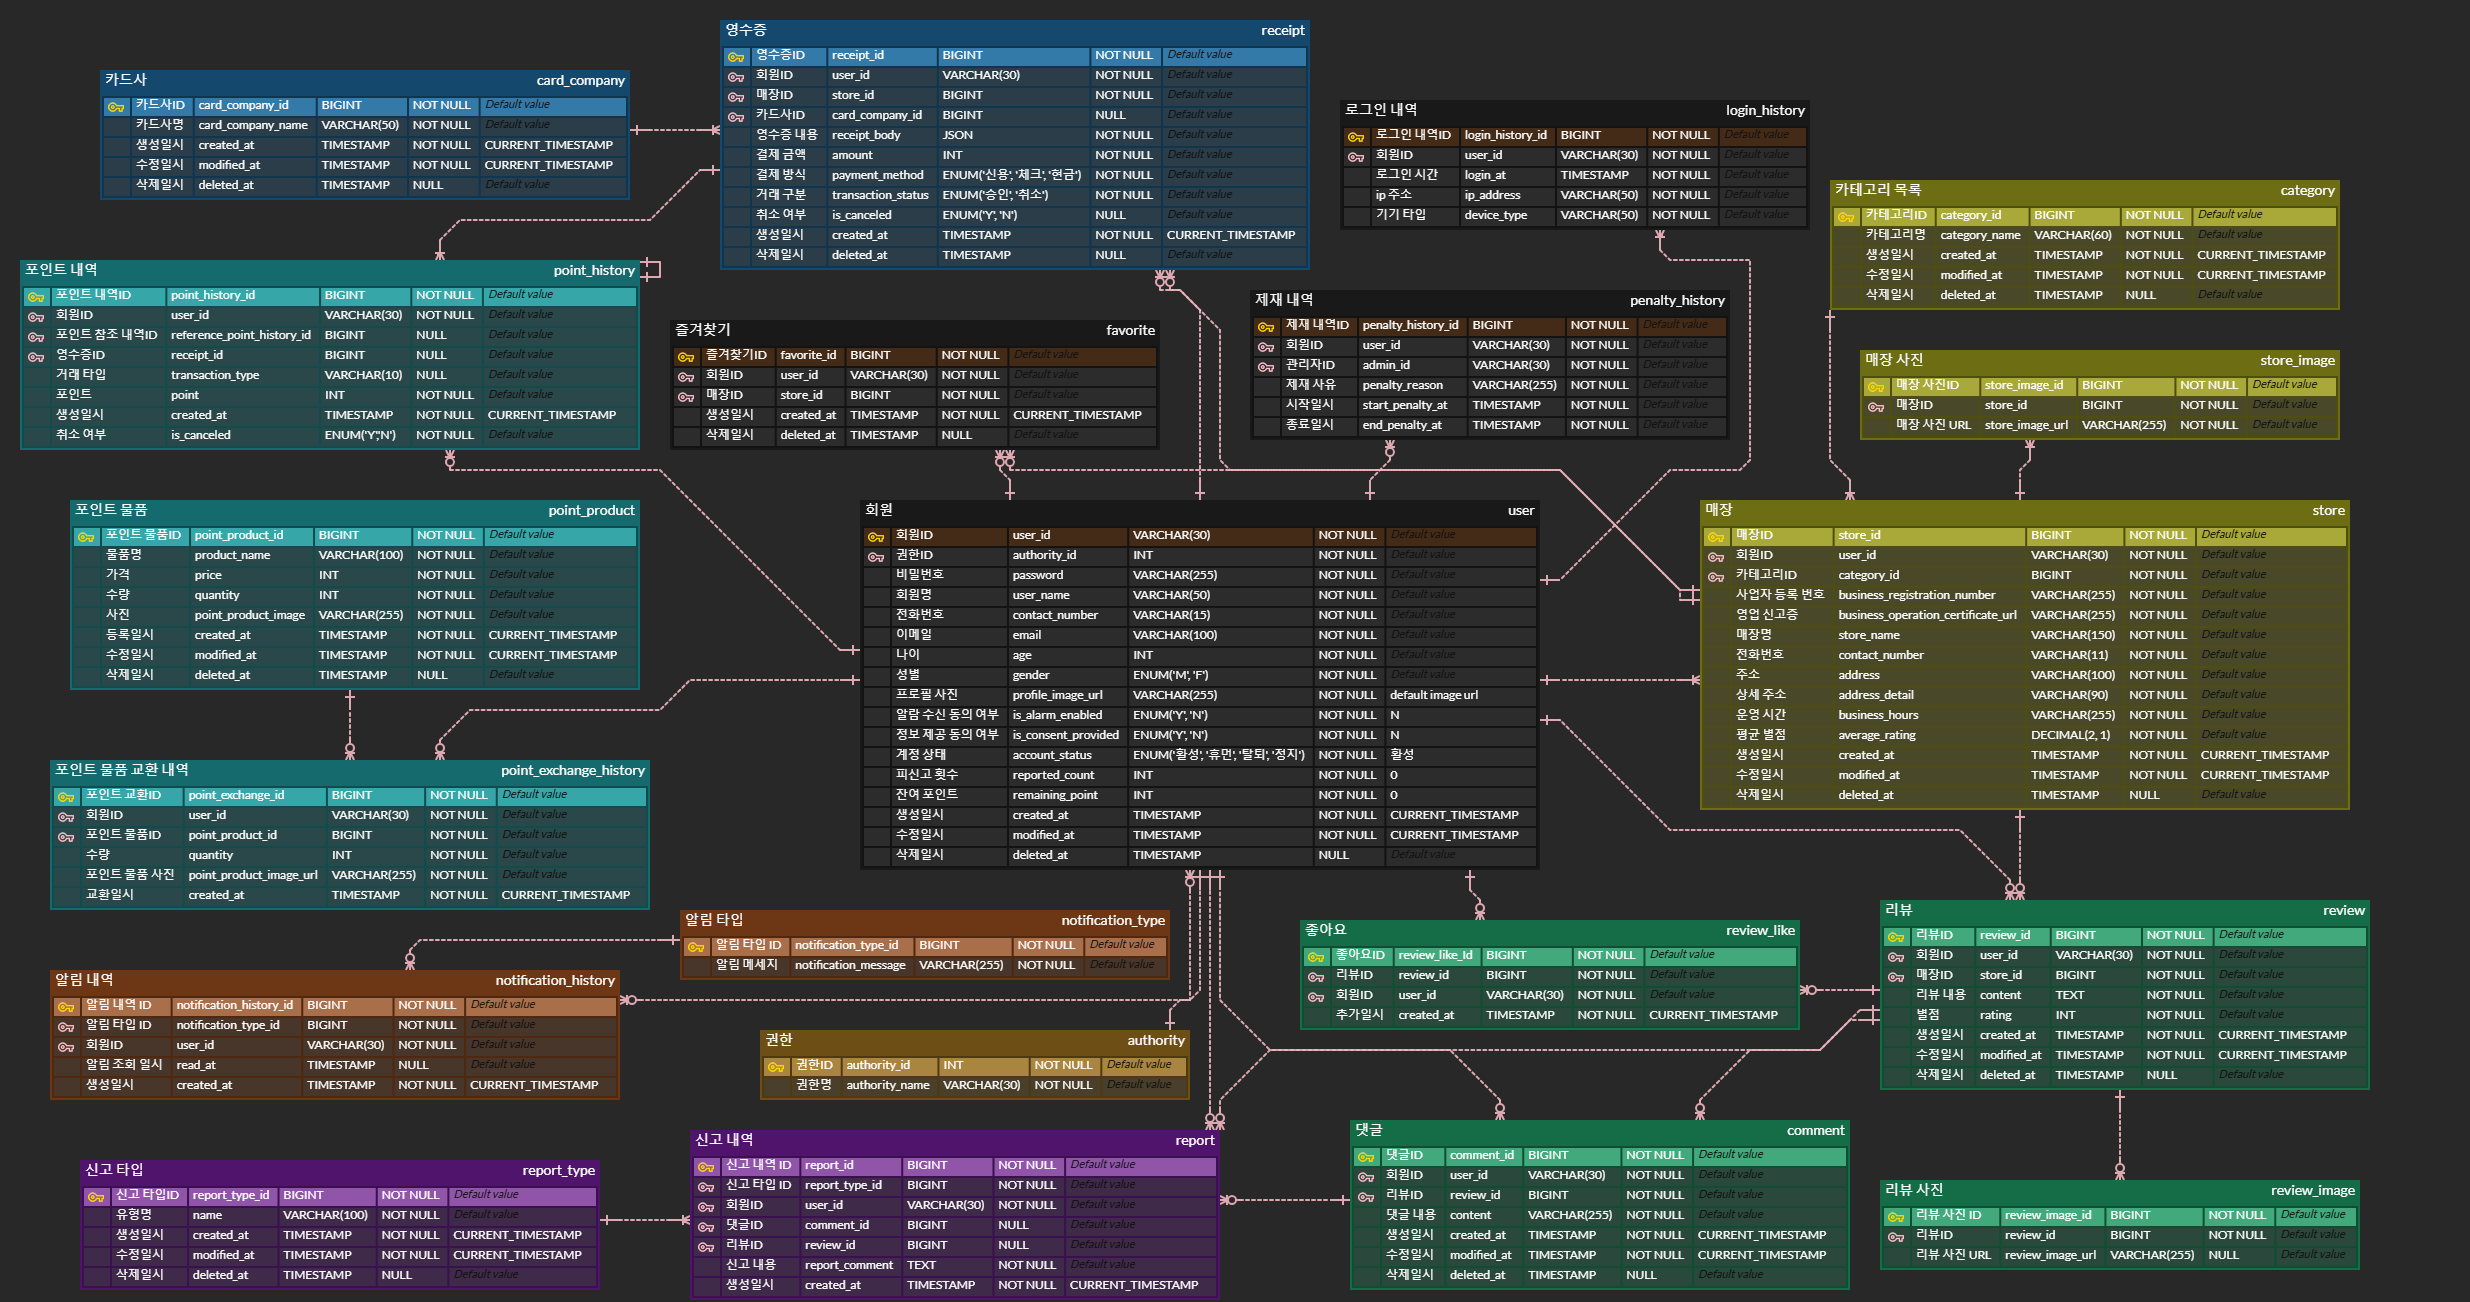 영수증 receipt
영수증ID receipt_id BIGINT NOT NULL Default value
회원ID user_id VARCHAR(30) NOT NULL Default value
매장ID store_id BIGINT NOT NULL Default value
카드사ID card_company_id BIGINT NULL Default value
영수증 내용 receipt_body JSON NOT NULL Default value
결제 금액 amount INT NOT NULL Default value
결제 방식 payment_method ENUM('신용', '체크', '현금') NOT NULL Default value
거래 구분 transaction_status ENUM('승인', '취소') NOT NULL Default value
취소 여부 is_canceled ENUM('Y', 'N') NULL Default value
생성일시 created_at TIMESTAMP NOT NULL CURRENT_TIMESTAMP
삭제일시 deleted_at TIMESTAMP NULL Default value
카드사 card_company
카드사ID card_company_id BIGINT NOT NULL Default value
카드사명 card_company_name VARCHAR(50) NOT NULL Default value
생성일시 created_at TIMESTAMP NOT NULL CURRENT_TIMESTAMP
수정일시 modified_at TIMESTAMP NOT NULL CURRENT_TIMESTAMP
삭제일시 deleted_at TIMESTAMP NULL Default value
로그인 내역 login_history
로그인 내역ID login_history_id BIGINT NOT NULL Default value
회원ID user_id VARCHAR(30) NOT NULL Default value
로그인 시간 login_at TIMESTAMP NOT NULL Default value
ip 주소 ip_address VARCHAR(50) NOT NULL Default value
기기 타입 device_type VARCHAR(50) NOT NULL Default value
카테고리 목록 category
카테고리ID category_id BIGINT NOT NULL Default value
카테고리명 category_name VARCHAR(60) NOT NULL Default value
생성일시 created_at TIMESTAMP NOT NULL CURRENT_TIMESTAMP
수정일시 modified_at TIMESTAMP NOT NULL CURRENT_TIMESTAMP
삭제일시 deleted_at TIMESTAMP NULL Default value
포인트 내역 point_history
포인트 내역ID point_history_id BIGINT NOT NULL Default value
회원ID user_id VARCHAR(30) NOT NULL Default value
포인트 참조 내역ID reference_point_history_id BIGINT NULL Default value
영수증ID receipt_id BIGINT NULL Default value
거래 타입 transaction_type VARCHAR(10) NULL Default value
포인트 point INT NOT NULL Default value
생성일시 created_at TIMESTAMP NOT NULL CURRENT_TIMESTAMP
취소 여부 is_canceled ENUM('Y','N') NOT NULL Default value
즐겨찾기 favorite
즐겨찾기ID favorite_id BIGINT NOT NULL Default value
회원ID user_id VARCHAR(30) NOT NULL Default value
매장ID store_id BIGINT NOT NULL Default value
생성일시 created_at TIMESTAMP NOT NULL CURRENT_TIMESTAMP
삭제일시 deleted_at TIMESTAMP NULL Default value
제재 내역 penalty_history
제재 내역ID penalty_history_id BIGINT NOT NULL Default value
회원ID user_id VARCHAR(30) NOT NULL Default value
관리자ID admin_id VARCHAR(30) NOT NULL Default value
제재 사유 penalty_reason VARCHAR(255) NOT NULL Default value
시작일시 start_penalty_at TIMESTAMP NOT NULL Default value
종료일시 end_penalty_at TIMESTAMP NOT NULL Default value
매장 사진 store_image
매장 사진ID store_image_id BIGINT NOT NULL Default value
매장ID store_id BIGINT NOT NULL Default value
매장 사진 URL store_image_url VARCHAR(255) NOT NULL Default value
포인트 물품 point_product
포인트 물품ID point_product_id BIGINT NOT NULL Default value
물품명 product_name VARCHAR(100) NOT NULL Default value
가격 price INT NOT NULL Default value
수량 quantity INT NOT NULL Default value
사진 point_product_image VARCHAR(255) NOT NULL Default value
등록일시 created_at TIMESTAMP NOT NULL CURRENT_TIMESTAMP
수정일시 modified_at TIMESTAMP NOT NULL CURRENT_TIMESTAMP
삭제일시 deleted_at TIMESTAMP NULL Default value
회원 user
회원ID user_id VARCHAR(30) NOT NULL Default value
권한ID authority_id INT NOT NULL Default value
비밀번호 password VARCHAR(255) NOT NULL Default value
회원명 user_name VARCHAR(50) NOT NULL Default value
전화번호 contact_number VARCHAR(15) NOT NULL Default value
이메일 email VARCHAR(100) NOT NULL Default value
나이 age INT NOT NULL Default value
성별 gender ENUM('M', 'F') NOT NULL Default value
프로필 사진 profile_image_url VARCHAR(255) NOT NULL default image url
알람 수신 동의 여부 is_alarm_enabled ENUM('Y', 'N') NOT NULL N
정보 제공 동의 여부 is_consent_provided ENUM('Y', 'N') NOT NULL N
계정 상태 account_status ENUM('활성', '휴먼', '탈퇴', '정지') NOT NULL 활성
피신고 횟수 reported_count INT NOT NULL 0
잔여 포인트 remaining_point INT NOT NULL 0
생성일시 created_at TIMESTAMP NOT NULL CURRENT_TIMESTAMP
수정일시 modified_at TIMESTAMP NOT NULL CURRENT_TIMESTAMP
삭제일시 deleted_at TIMESTAMP NULL Default value
매장 store
매장ID store_id BIGINT NOT NULL Default value
회원ID user_id VARCHAR(30) NOT NULL Default value
카테고리ID category_id BIGINT NOT NULL Default value
사업자 등록 번호 business_registration_number VARCHAR(255) NOT NULL Default value
영업 신고증 business_operation_certificate_url VARCHAR(255) NOT NULL Default value
매장명 store_name VARCHAR(150) NOT NULL Default value
전화번호 contact_number VARCHAR(11) NOT NULL Default value
주소 address VARCHAR(100) NOT NULL Default value
상세 주소 address_detail VARCHAR(90) NOT NULL Default value
운영 시간 business_hours VARCHAR(255) NOT NULL Default value
평균 별점 average_rating DECIMAL(2, 1) NOT NULL Default value
생성일시 created_at TIMESTAMP NOT NULL CURRENT_TIMESTAMP
수정일시 modified_at TIMESTAMP NOT NULL CURRENT_TIMESTAMP
삭제일시 deleted_at TIMESTAMP NULL Default value
포인트 물품 교환 내역 point_exchange_history
포인트 교환ID point_exchange_id BIGINT NOT NULL Default value
회원ID user_id VARCHAR(30) NOT NULL Default value
포인트 물품ID point_product_id BIGINT NOT NULL Default value
수량 quantity INT NOT NULL Default value
포인트 물품 사진 point_product_image_url VARCHAR(255) NOT NULL Default value
교환일시 created_at TIMESTAMP NOT NULL CURRENT_TIMESTAMP
알림 타입 notification_type
알림 타입 ID notification_type_id BIGINT NOT NULL Default value
알림 메세지 notification_message VARCHAR(255) NOT NULL Default value
알림 내역 notification_history
알림 내역 ID notification_history_id BIGINT NOT NULL Default value
알림 타입 ID notification_type_id BIGINT NOT NULL Default value
회원ID user_id VARCHAR(30) NOT NULL Default value
알림 조회 일시 read_at TIMESTAMP NULL Default value
생성일시 created_at TIMESTAMP NOT NULL CURRENT_TIMESTAMP
권한 authority
권한ID authority_id INT NOT NULL Default value
권한명 authority_name VARCHAR(30) NOT NULL Default value
좋아요 review_like
좋아요ID review_like_Id BIGINT NOT NULL Default value
리뷰ID review_id BIGINT NOT NULL Default value
회원ID user_id VARCHAR(30) NOT NULL Default value
추가일시 created_at TIMESTAMP NOT NULL CURRENT_TIMESTAMP
리뷰 review
리뷰ID review_id BIGINT NOT NULL Default value
회원ID user_id VARCHAR(30) NOT NULL Default value
매장ID store_id BIGINT NOT NULL Default value
리뷰 내용 content TEXT NOT NULL Default value
별점 rating INT NOT NULL Default value
생성일시 created_at TIMESTAMP NOT NULL CURRENT_TIMESTAMP
수정일시 modified_at TIMESTAMP NOT NULL CURRENT_TIMESTAMP
삭제일시 deleted_at TIMESTAMP NULL Default value
신고 타입 report_type
신고 타입ID report_type_id BIGINT NOT NULL Default value
유형명 name VARCHAR(100) NOT NULL Default value
생성일시 created_at TIMESTAMP NOT NULL CURRENT_TIMESTAMP
수정일시 modified_at TIMESTAMP NOT NULL CURRENT_TIMESTAMP
삭제일시 deleted_at TIMESTAMP NULL Default value
신고 내역 report
신고 내역 ID report_id BIGINT NOT NULL Default value
신고 타입 ID report_type_id BIGINT NOT NULL Default value
회원ID user_id VARCHAR(30) NOT NULL Default value
댓글ID comment_id BIGINT NULL Default value
리뷰ID review_id BIGINT NULL Default value
신고 내용 report_comment TEXT NOT NULL Default value
생성일시 created_at TIMESTAMP NOT NULL CURRENT_TIMESTAMP
댓글 comment
댓글ID comment_id BIGINT NOT NULL Default value
회원ID user_id VARCHAR(30) NOT NULL Default value
리뷰ID review_id BIGINT NOT NULL Default value
댓글 내용 content VARCHAR(255) NOT NULL Default value
생성일시 created_at TIMESTAMP NOT NULL CURRENT_TIMESTAMP
수정일시 modified_at TIMESTAMP NOT NULL CURRENT_TIMESTAMP
삭제일시 deleted_at TIMESTAMP NULL Default value
리뷰 사진 review_image
리뷰 사진 ID review_image_id BIGINT NOT NULL Default value
리뷰ID review_id BIGINT NOT NULL Default value
리뷰 사진 URL review_image_url VARCHAR(255) NULL Default value